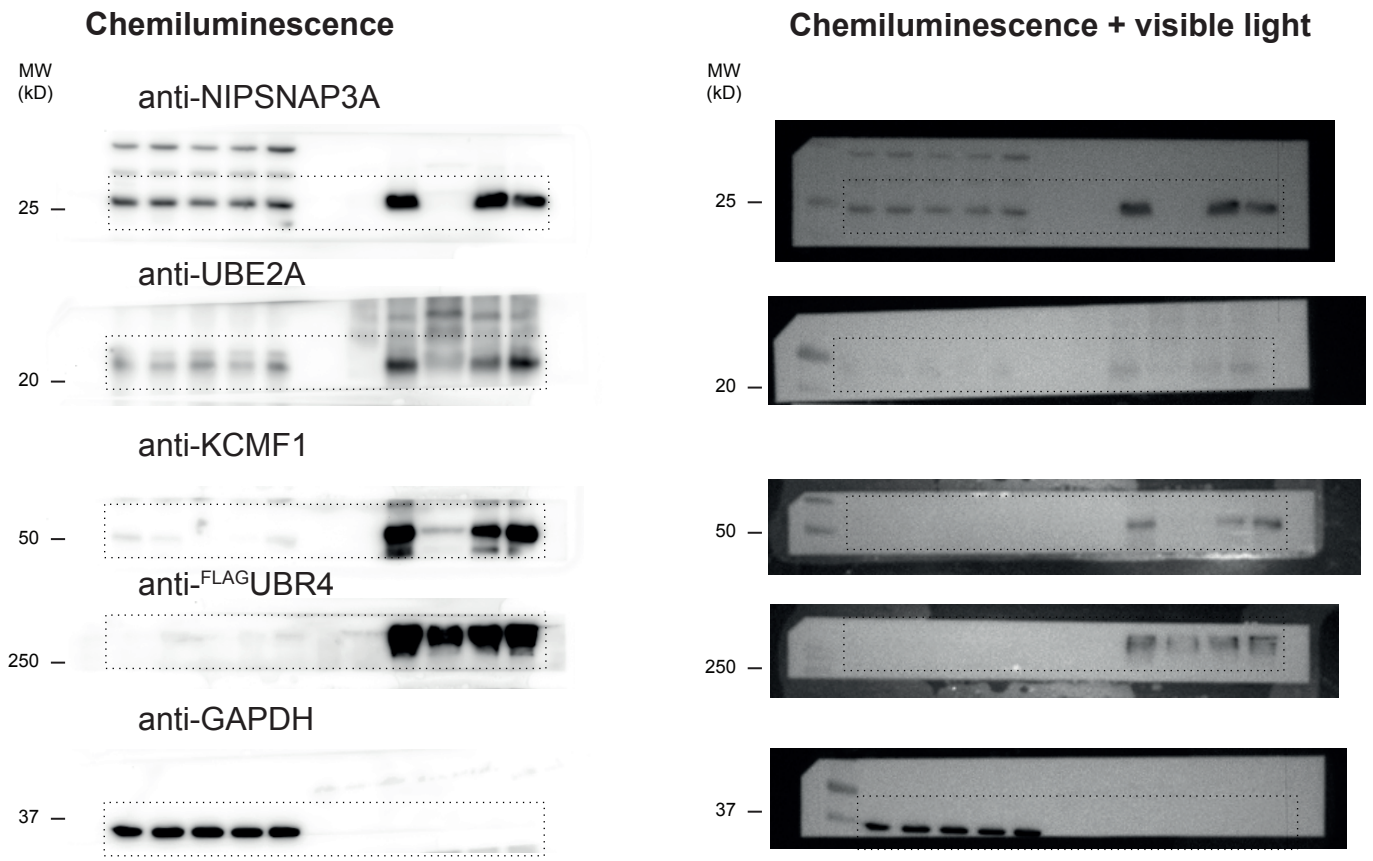 Chemiluminescence
MW
(kD)
anti-NIPSNAP3A
25 –
anti-UBE2A
20 –
anti-KCMF1
50 –
anti-FLAGUBR4
250 –
anti-GAPDH
37 –
Chemiluminescence + visible light
MW
(kD)
25 –
20 –
50 –
250 –
37 –